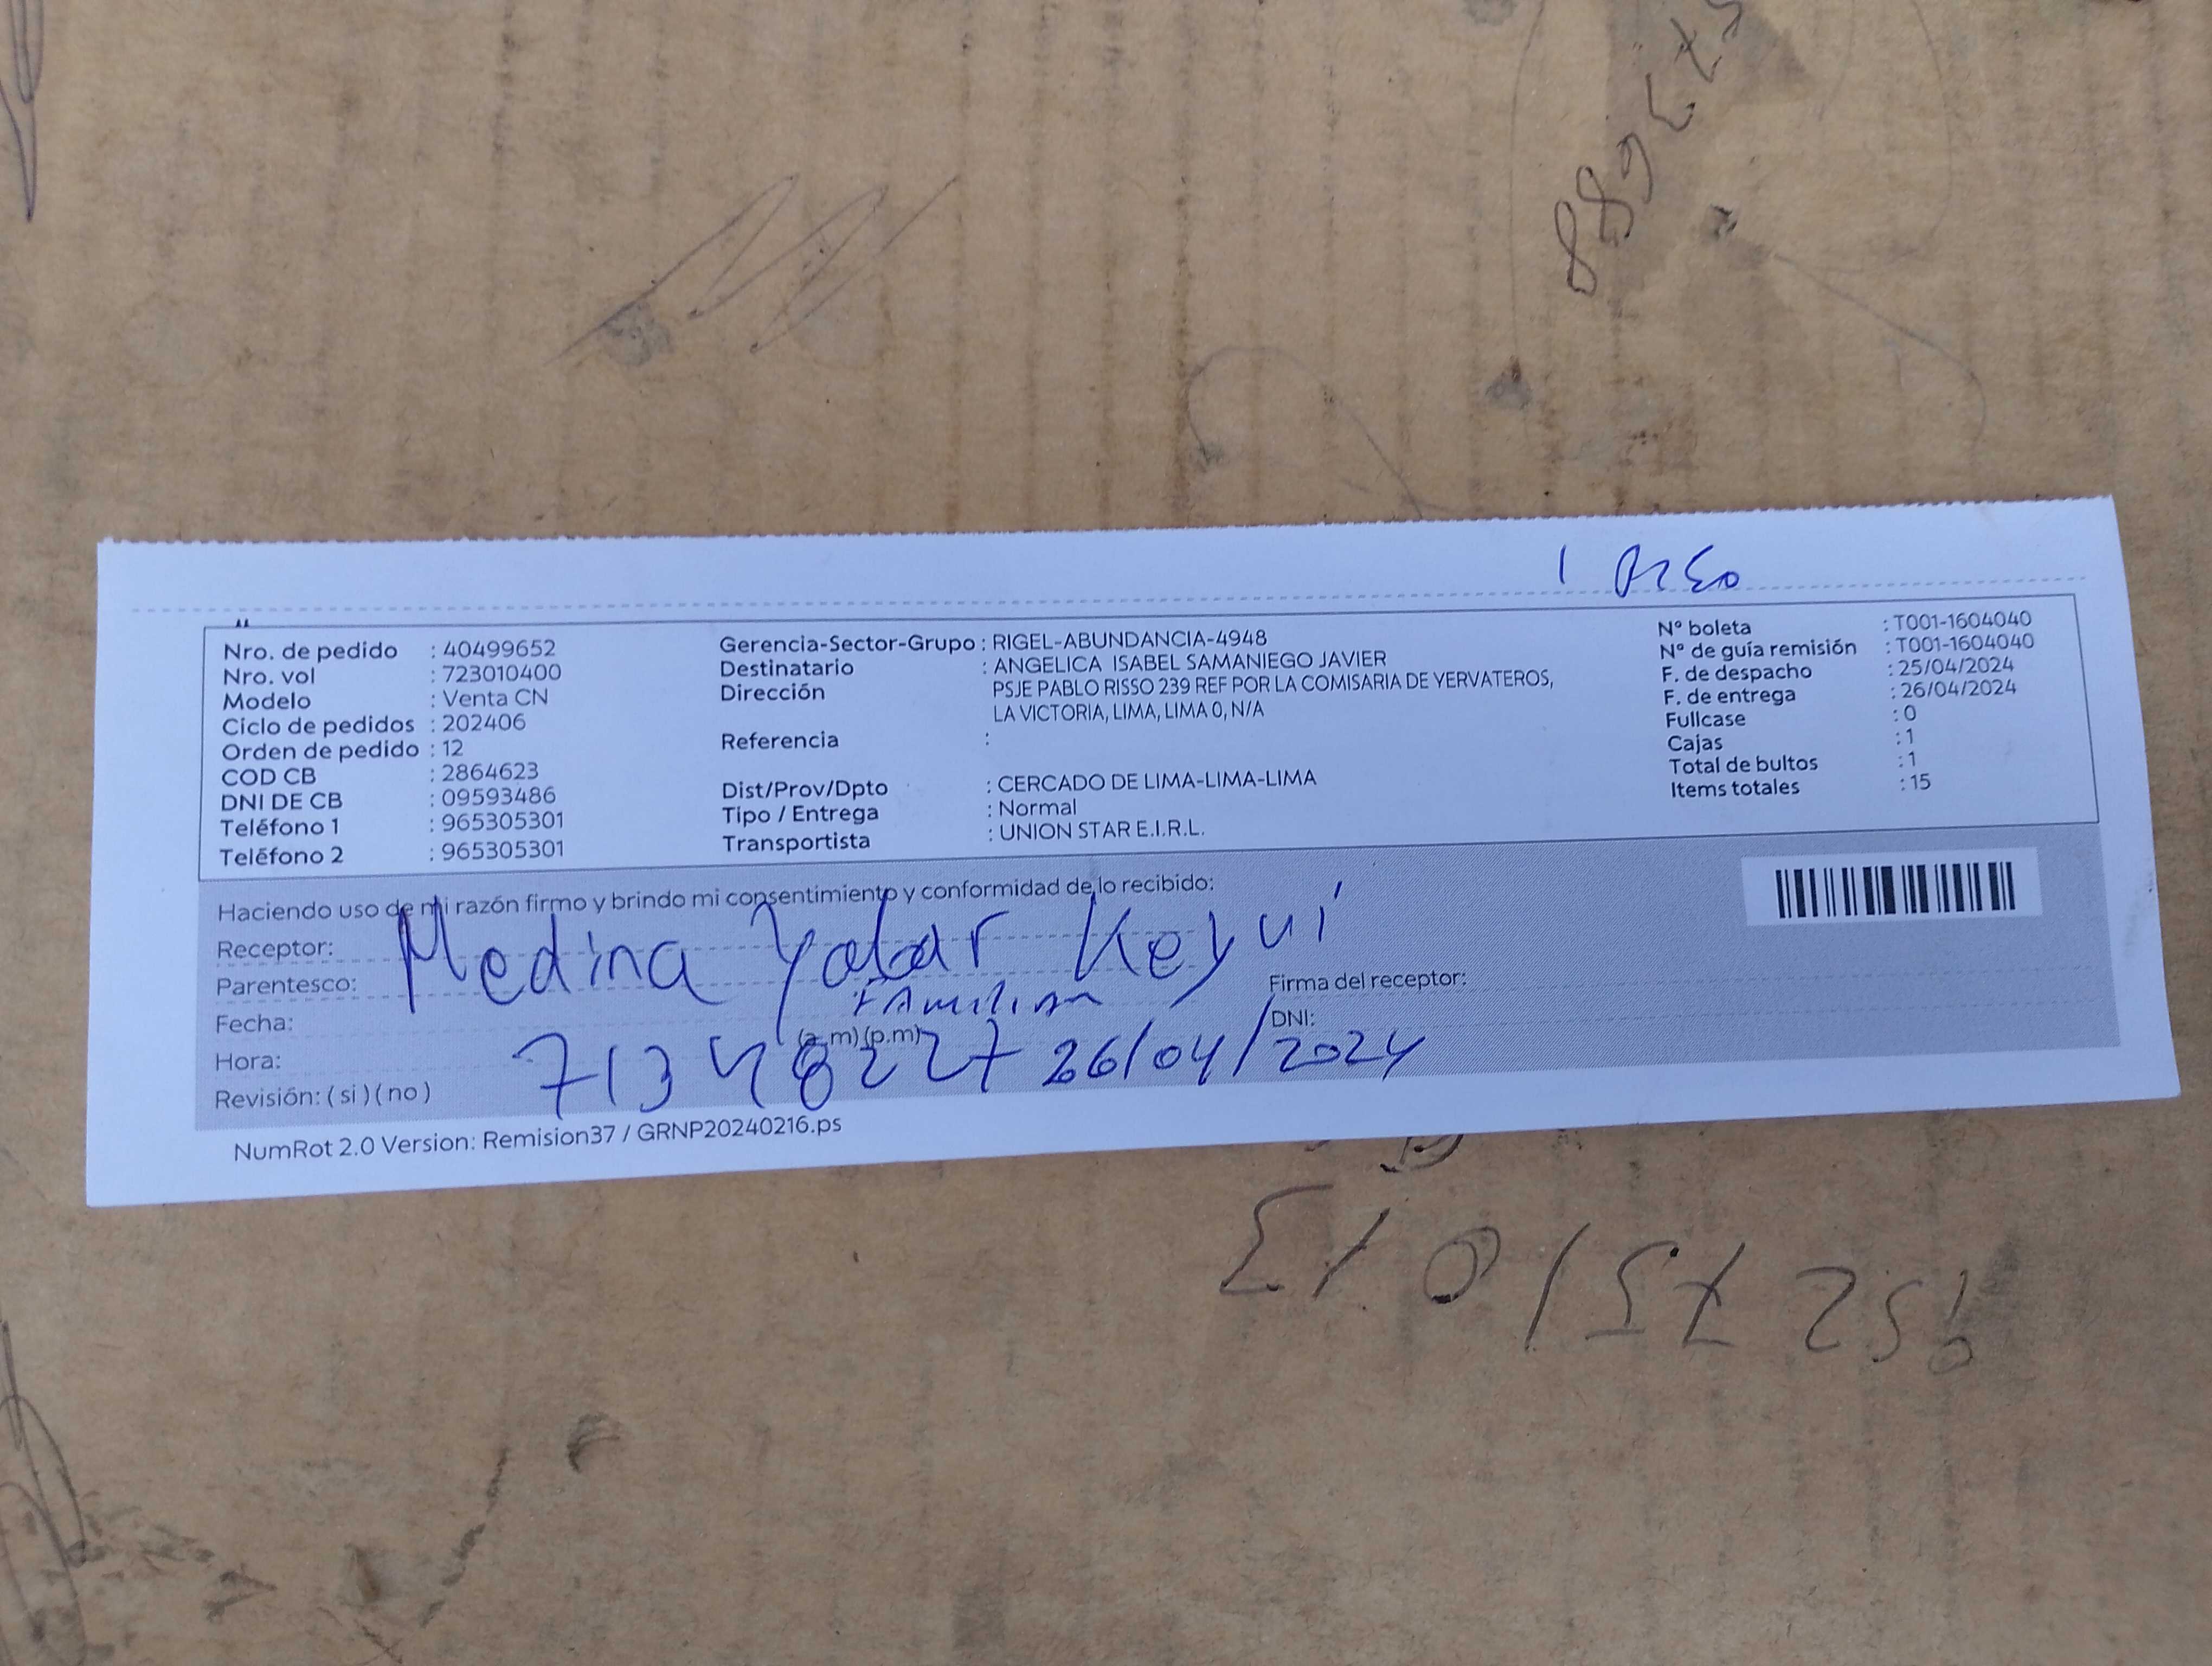 1 PISO
Nro. de pedido : 40499652
Nro. vol : 723010400
Modelo : Venta CN
Ciclo de pedidos : 202406
Orden de pedido : 12
COD CB : 2864623
DNI DE CB : 09593486
Teléfono 1 : 965305301
Teléfono 2 : 965305301
Gerencia-Sector-Grupo : RIGEL-ABUNDANCIA-4948
Destinatario : ANGELICA ISABEL SAMANIEGO JAVIER
Dirección PSJE PABLO RISSO 239 REF POR LA COMISARIA DE YERVATEROS,
LA VICTORIA, LIMA, LIMA 0, N/A
Referencia :
Dist/Prov/Dpto : CERCADO DE LIMA-LIMA-LIMA
Tipo / Entrega : Normal
Transportista : UNION STAR E.I.R.L.
N° boleta : T001-1604040
N° de guía remisión : T001-1604040
F. de despacho : 25/04/2024
F. de entrega : 26/04/2024
Fullcase : 0
Cajas : 1
Total de bultos : 1
Items totales : 15
Haciendo uso de mi razón firmo y brindo mi consentimiento y conformidad de lo recibido:
Receptor: Medina Yolar Keyui
Parentesco: Familiar
Firma del receptor:
Fecha:
(a.m) (p.m)
DNI:
Hora: 71348227 26/04/2024
Revisión: ( si ) ( no )
NumRot 2.0 Version: Remision37 / GRNP20240216.ps